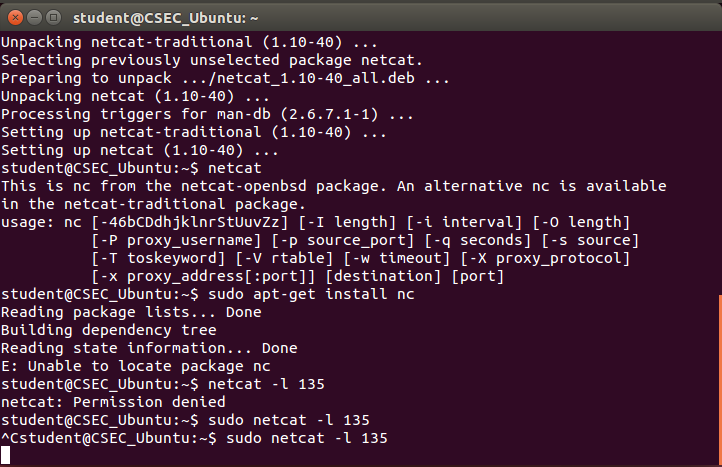 student@CSEC_Ubuntu: ~
Unpacking netcat-traditional (1.10-40) ...
Selecting previously unselected package netcat.
Preparing to unpack .../netcat_1.10-40_all.deb ...
Unpacking netcat (1.10-40) ...
Processing triggers for man-db (2.6.7.1-1) ...
Setting up netcat-traditional (1.10-40) ...
Setting up netcat (1.10-40) ...
student@CSEC_Ubuntu:~$ netcat
This is nc from the netcat-openbsd package. An alternative nc is available
in the netcat-traditional package.
usage: nc [-46bCDdhjklnrStUuvZz] [-I length] [-i interval] [-O length]
[-P proxy_username] [-p source_port] [-q seconds] [-s source]
[-T toskeyword] [-V rtable] [-w timeout] [-X proxy_protocol]
[-x proxy_address[:port]] [destination] [port]
student@CSEC_Ubuntu:~$ sudo apt-get install nc
Reading package lists... Done
Building dependency tree
Reading state information... Done
E: Unable to locate package nc
student@CSEC_Ubuntu:~$ netcat -l 135
netcat: Permission denied
student@CSEC_Ubuntu:~$ sudo netcat -l 135
^Cstudent@CSEC_Ubuntu:~$ sudo netcat -l 135